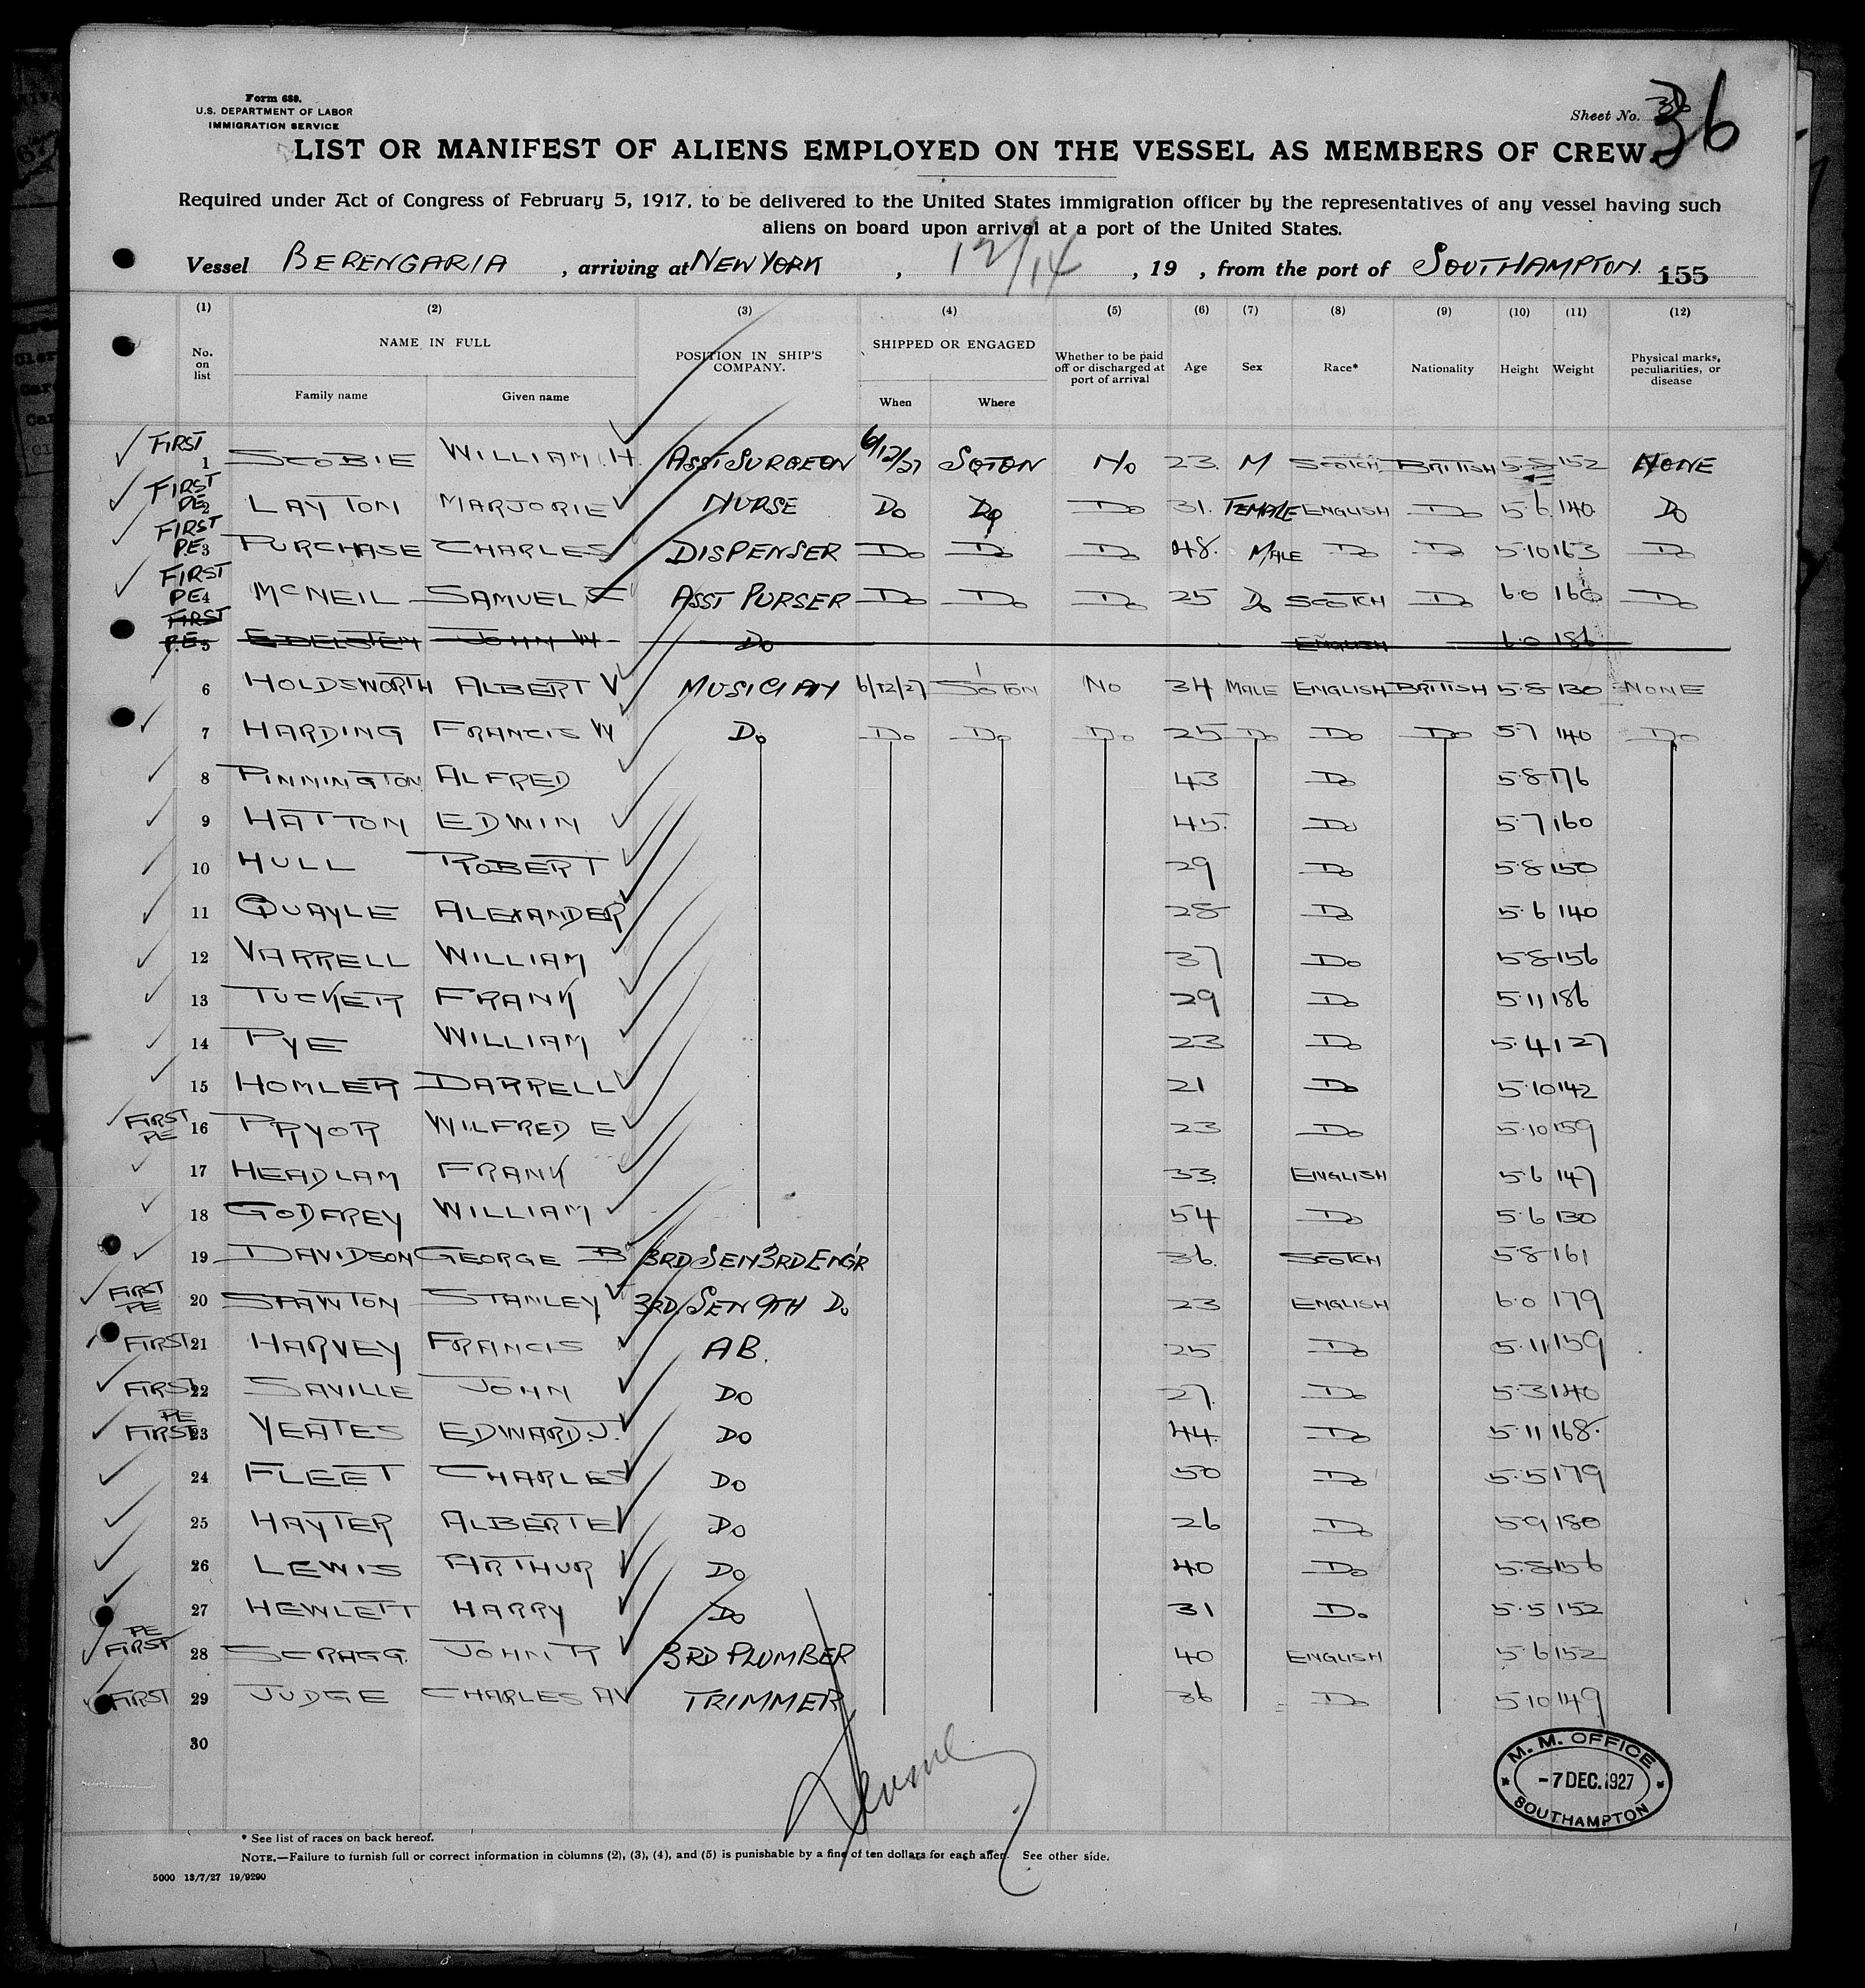 Form 689.
U.S. DEPARTMENT OF LABOR
IMMIGRATION SERVICE
Sheet No. 36
36
LIST OR MANIFEST OF ALIENS EMPLOYED ON THE VESSEL AS MEMBERS OF CREW
Required under Act of Congress of February 5, 1917, to be delivered to the United States immigration officer by the representatives of any vessel having such
aliens on board upon arrival at a port of the United States.
Vessel BERENGARIA, arriving at NEW YORK, 12/14, 19 , from the port of SOUTHAMPTON. 155
(1) (2) (3) (4) (5) (6) (7) (8) (9) (10) (11) (12)
No. on list NAME IN FULL Family name Given name POSITION IN SHIP'S COMPANY. SHIPPED OR ENGAGED When Where Whether to be paid off or discharged at port of arrival Age Sex Race* Nationality Height Weight Physical marks, peculiarities, or disease
FIRST 1 SCOBIE WILLIAM.H. ASST SURGEON 6/12/27 SOTON NO 23. M SCOTCH BRITISH 5.8 152 NONE
FIRST PE 2 LAYTON MARJORIE NURSE DO DO DO 31. FEMALE ENGLISH DO 5.6 140. DO
FIRST PE 3 PURCHASE CHARLES DISPENSER DO DO DO 48. MALE DO DO 5.10 163 DO
FIRST PE 4 MCNEIL SAMUEL ASST PURSER DO DO DO 25 DO SCOTCH DO 6.0 160 DO
FIRST PE 5 EDELSTEN JOHN W DO ENGLISH 6.0 186
6 HOLDSWORTH ALBERT V MUSICIAN 6/12/27 SOTON NO 34 MALE ENGLISH BRITISH 5.8 130 NONE
7 HARDING FRANCIS W DO DO DO DO 25 DO DO DO 5.7 140 DO
8 PINNINGTON ALFRED 43 DO 5.8 176
9 HATTON EDWIN 45. DO 5.7 160
10 HULL ROBERT 29 DO 5.8 150
11 QUAYLE ALEXANDER 28 DO 5.6 140
12 VARRELL WILLIAM 37 DO 5.8 156
13 TUCKER FRANK 29 DO 5.11 186
14 PYE WILLIAM 23 DO 5.4 127
15 HOMLER DARRELL 21 DO 5.10 142
FIRST PE 16 PRYOR WILFRED E 23 DO 5.10 159
17 HEADLAM FRANK 33. ENGLISH 5.6 147
18 GODFREY WILLIAM 54 DO 5.6 130
19 DAVIDSON GEORGE B 3RD SEN 3RD ENGR 36. SCOTCH 5.8 161
FIRST PE 20 STANLEY 3RD SEN 9TH DO 23 ENGLISH 6.0 179
FIRST 21 HARVEY FRANCIS AB. 25 DO 5.11 159
FIRST 22 SAVILLE JOHN DO 27. DO 5.3 140
PE FIRST 23 YEATES EDWARD.J. DO 44. DO 5.11 168.
24 FLEET CHARLES DO 50 DO 5.5 179
25 HAYTER ALBERT E DO 26 DO 5.9 180
26 LEWIS ARTHUR DO 40 DO 5.8 156
27 HEWLETT HARRY DO 31 DO 5.5 152
PE FIRST 28 SCRAGG. JOHN R 3RD PLUMBER 40 ENGLISH 5.6 152
FIRST 29 JUDGE CHARLES A TRIMMER 36 DO 5.10 149
30
M. M. OFFICE
-7 DEC. 1927
SOUTHAMPTON
* See list of races on back hereof.
NOTE.—Failure to furnish full or correct information in columns (2), (3), (4), and (5) is punishable by a fine of ten dollars for each alien. See other side.
5000 13/7/27 19/9290